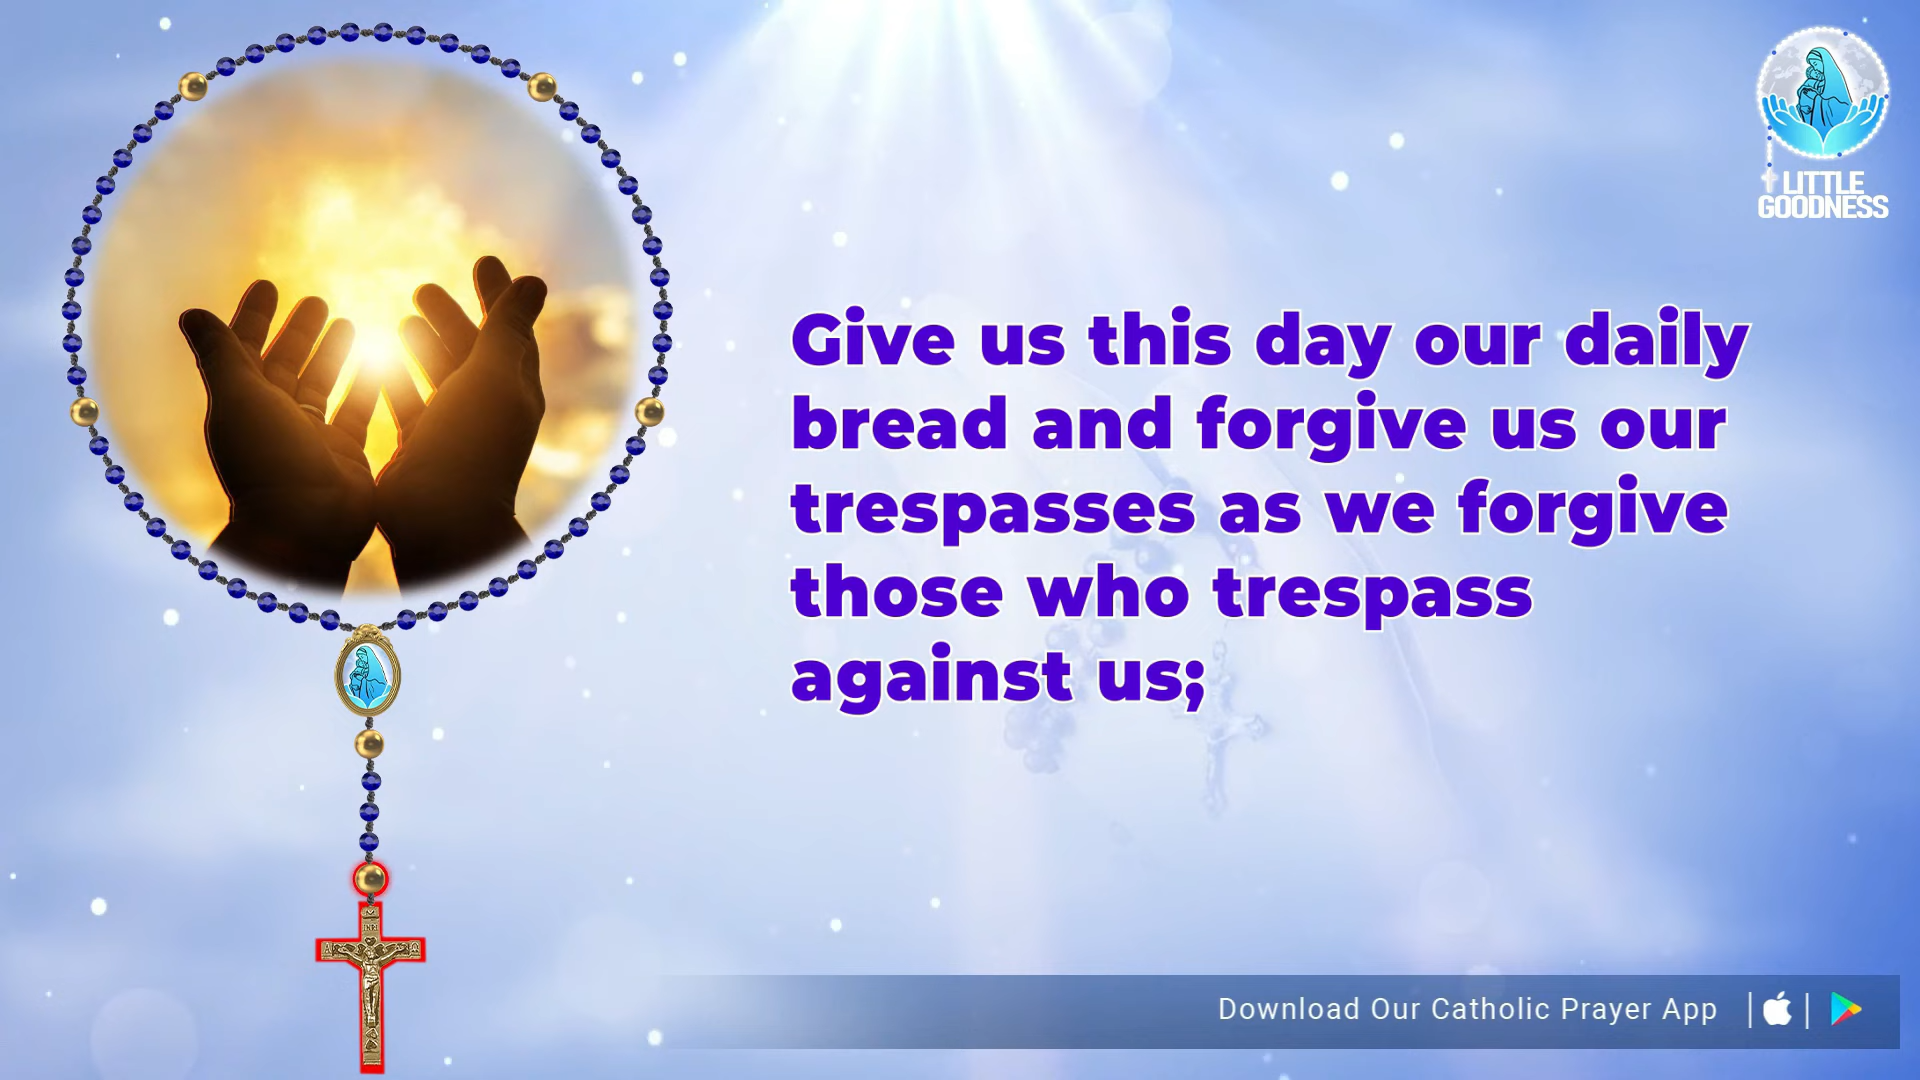 LITTLE
GOODNESS
Give us this day our daily
bread and forgive us our
trespasses as we forgive
those who trespass
against us;
INRI
Download Our Catholic Prayer App